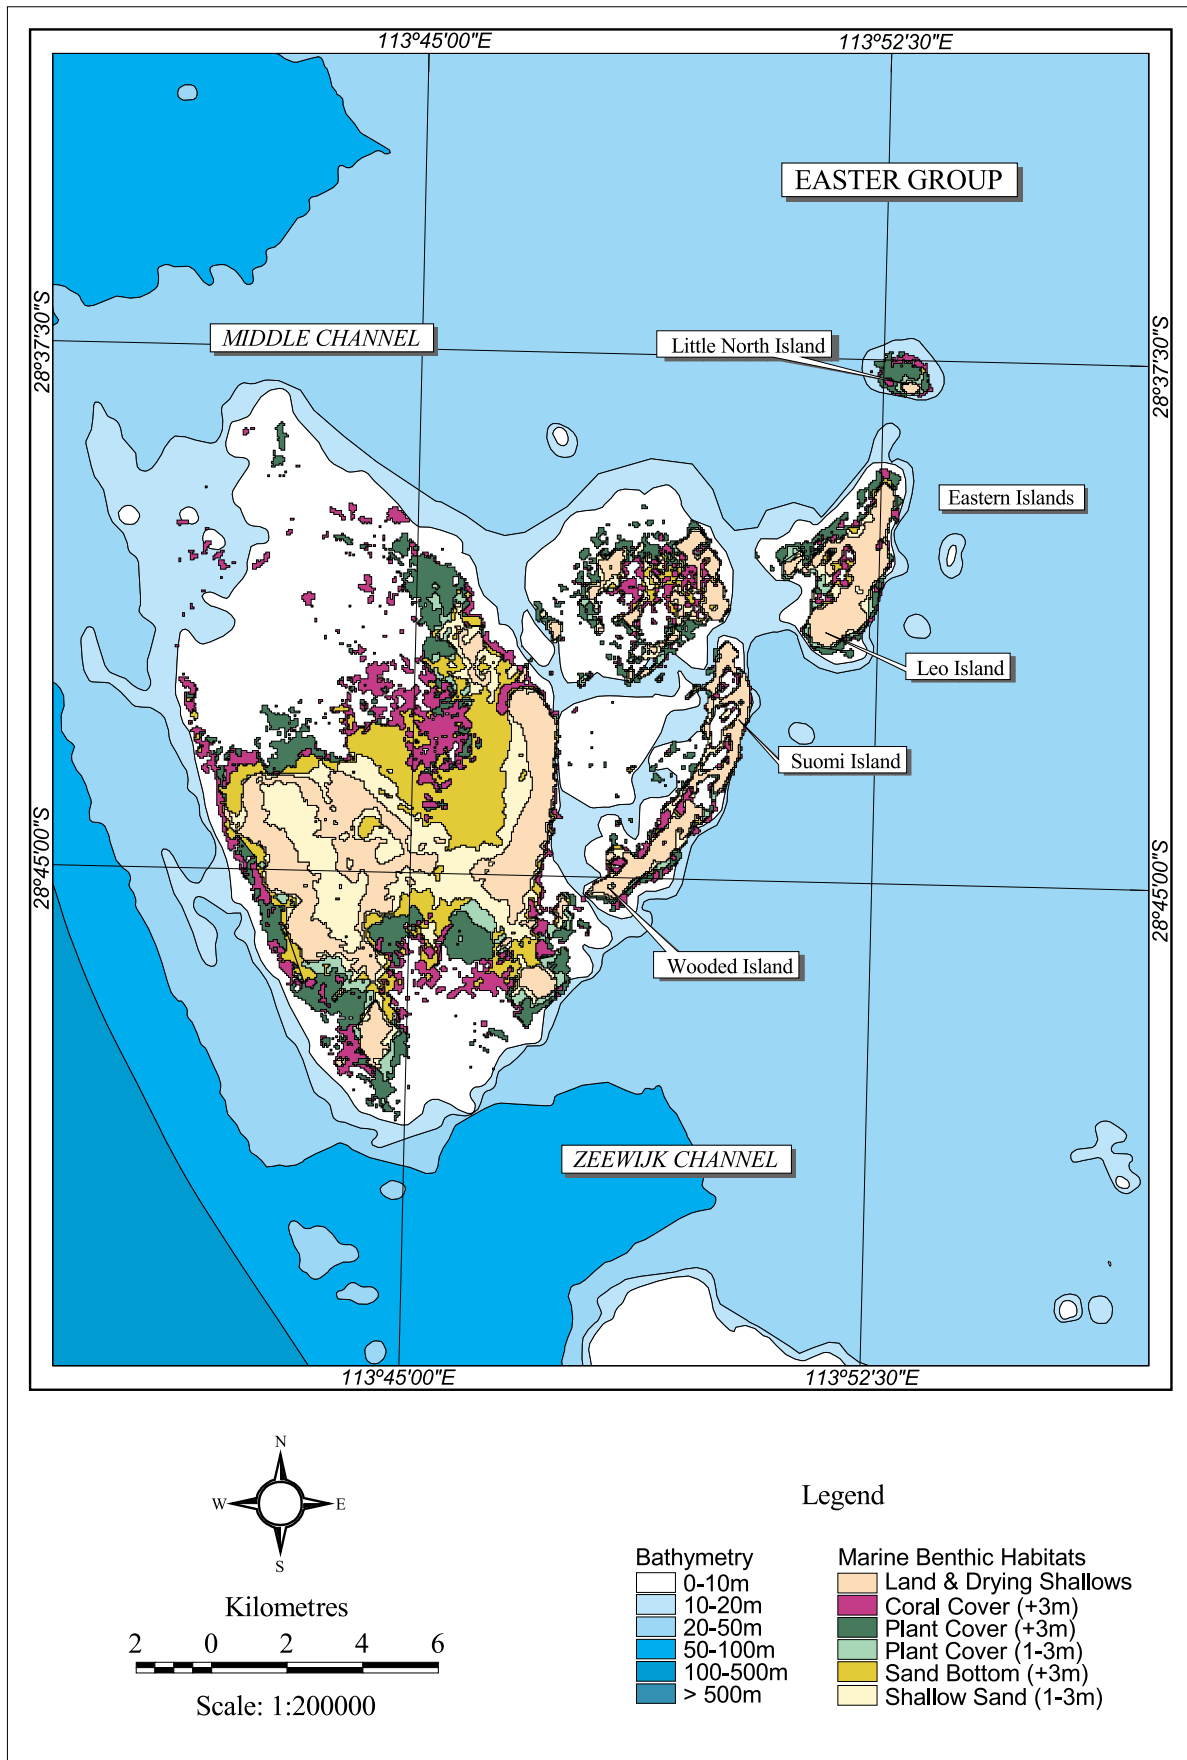 113°45'00"E
113°52'30"E
EASTER GROUP
28°37'30"S
MIDDLE CHANNEL
Little North Island
28°37'30"S
Eastern Islands
Leo Island
Suomi Island
28°45'00"S
28°45'00"S
Wooded Island
ZEEWIJK CHANNEL
113°45'00"E
113°52'30"E
N
W
E
S
Kilometres
2 0 2 4 6
Scale: 1:200000
Legend
Bathymetry
0-10m
10-20m
20-50m
50-100m
100-500m
> 500m
Marine Benthic Habitats
Land & Drying Shallows
Coral Cover (+3m)
Plant Cover (+3m)
Plant Cover (1-3m)
Sand Bottom (+3m)
Shallow Sand (1-3m)